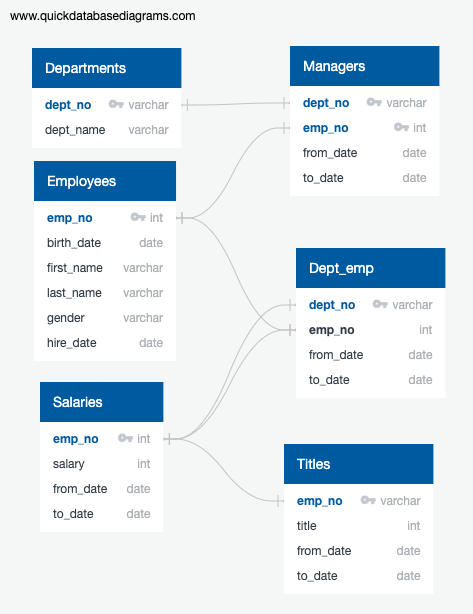 www.quickdatabasediagrams.com
Departments
dept_no varchar
dept_name varchar
Managers
dept_no varchar
emp_no int
from_date date
to_date date
Employees
emp_no int
birth_date date
first_name varchar
last_name varchar
gender varchar
hire_date date
Dept_emp
dept_no varchar
emp_no int
from_date date
to_date date
Salaries
emp_no int
salary int
from_date date
to_date date
Titles
emp_no varchar
title int
from_date date
to_date date